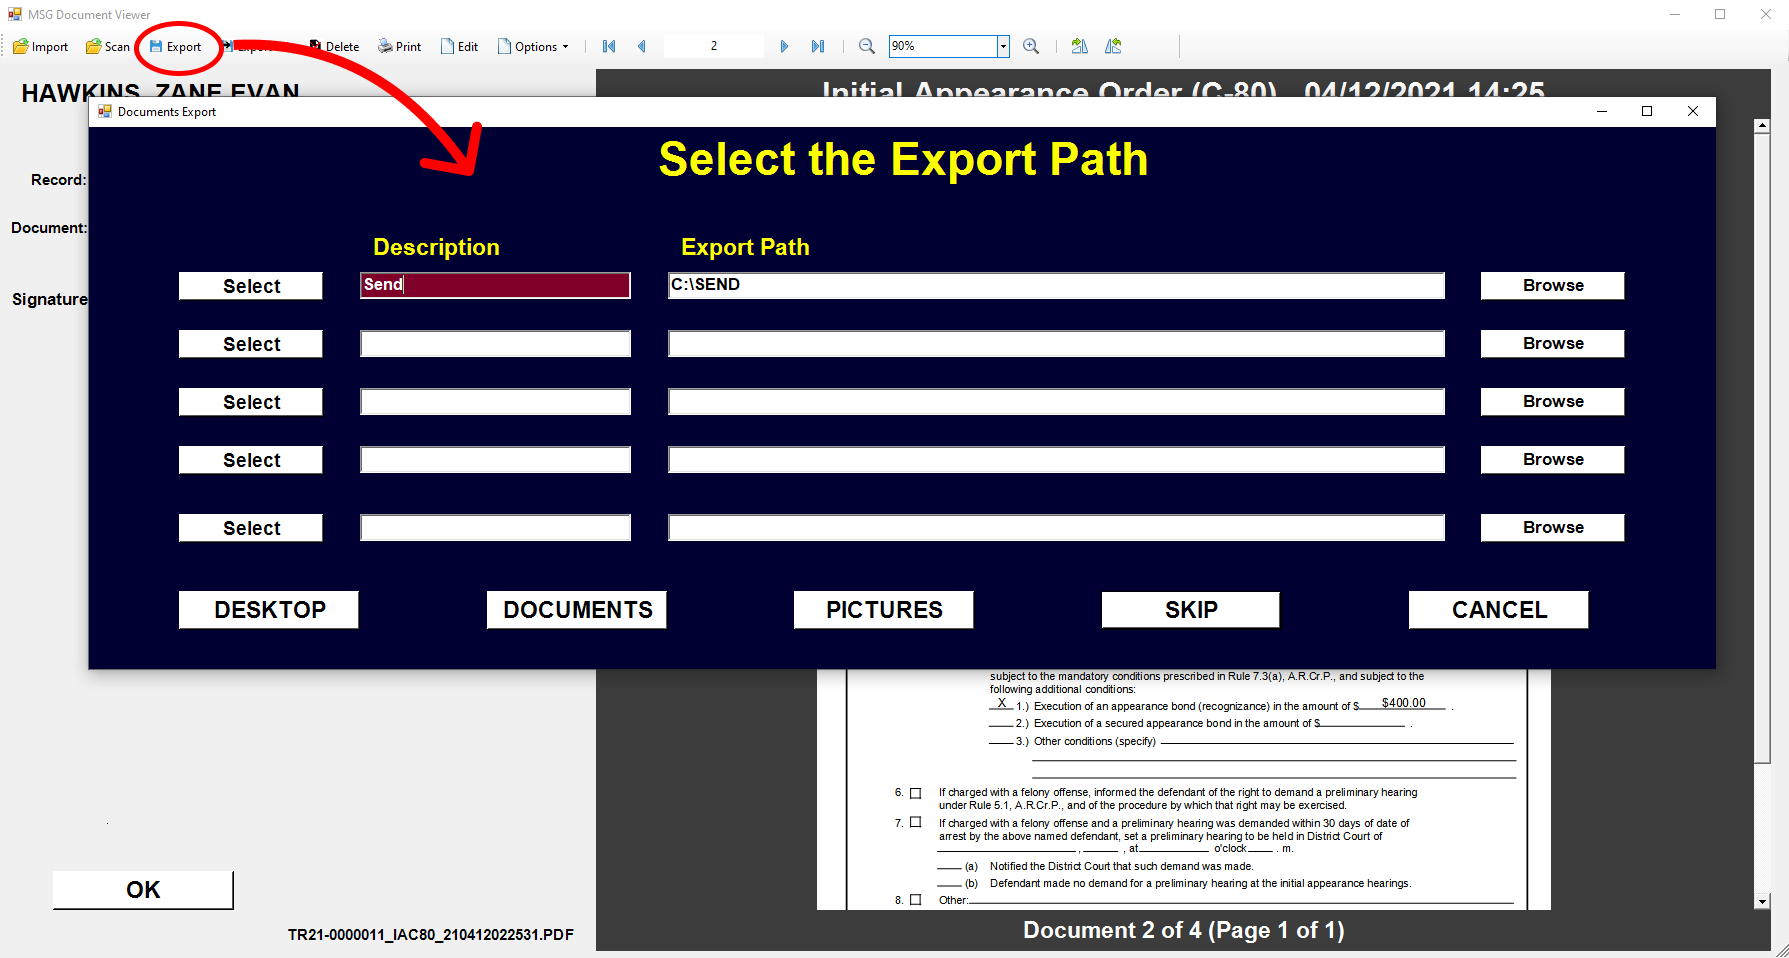 MSG Document Viewer
Import Scan Export Delete Print Edit Options 2 90%
HAWKINS, ZANE EVAN
Initial Appearance Order (C-80) 04/12/2021 14:25
Documents Export
Select the Export Path
Record:
Document:
Signature
Description Export Path
Select Send C:\SEND Browse
Select Browse
Select Browse
Select Browse
Select Browse
DESKTOP DOCUMENTS PICTURES SKIP CANCEL
subject to the mandatory conditions prescribed in Rule 7.3(a), A.R.Cr.P., and subject to the
following additional conditions:
X 1.) Execution of an appearance bond (recognizance) in the amount of $ $400.00 .
2.) Execution of a secured appearance bond in the amount of $ .
3.) Other conditions (specify)
6. If charged with a felony offense, informed the defendant of the right to demand a preliminary hearing
under Rule 5.1, A.R.Cr.P., and of the procedure by which that right may be exercised.
7. If charged with a felony offense and a preliminary hearing was demanded within 30 days of date of
arrest by the above named defendant, set a preliminary hearing to be held in District Court of
, , at o'clock . m.
(a) Notified the District Court that such demand was made.
(b) Defendant made no demand for a preliminary hearing at the initial appearance hearings.
8. Other:
OK
TR21-0000011_IAC80_210412022531.PDF
Document 2 of 4 (Page 1 of 1)